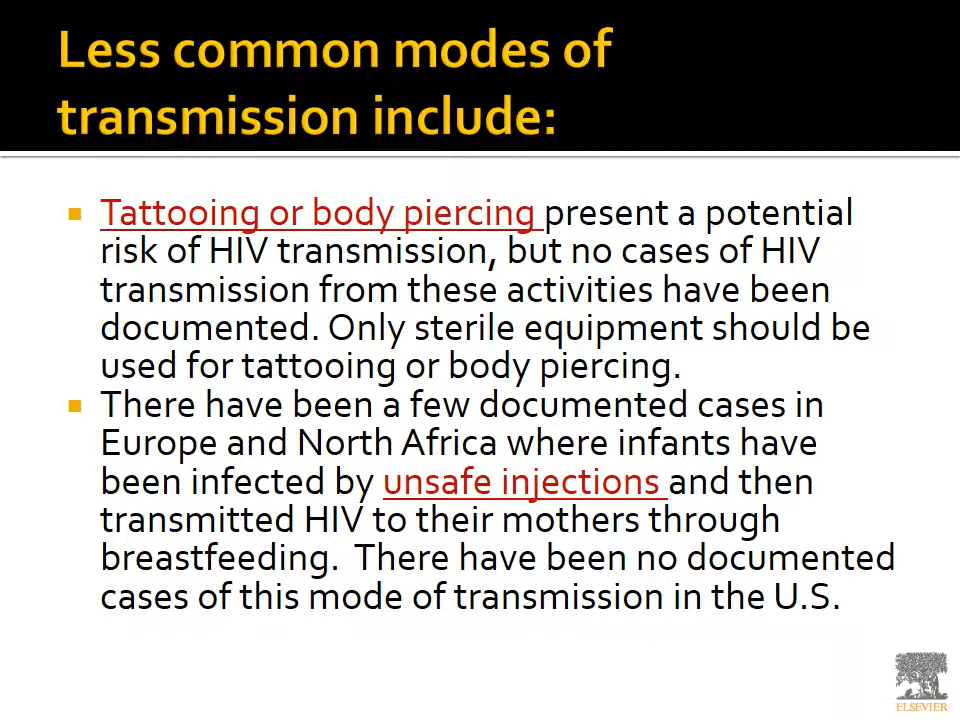 Less common modes of
transmission include:
Tattooing or body piercing present a potential
risk of HIV transmission, but no cases of HIV
transmission from these activities have been
documented. Only sterile equipment should be
used for tattooing or body piercing.
There have been a few documented cases in
Europe and North Africa where infants have
been infected by unsafe injections and then
transmitted HIV to their mothers through
breastfeeding.  There have been no documented
cases of this mode of transmission in the U.S.
ELSEVIER